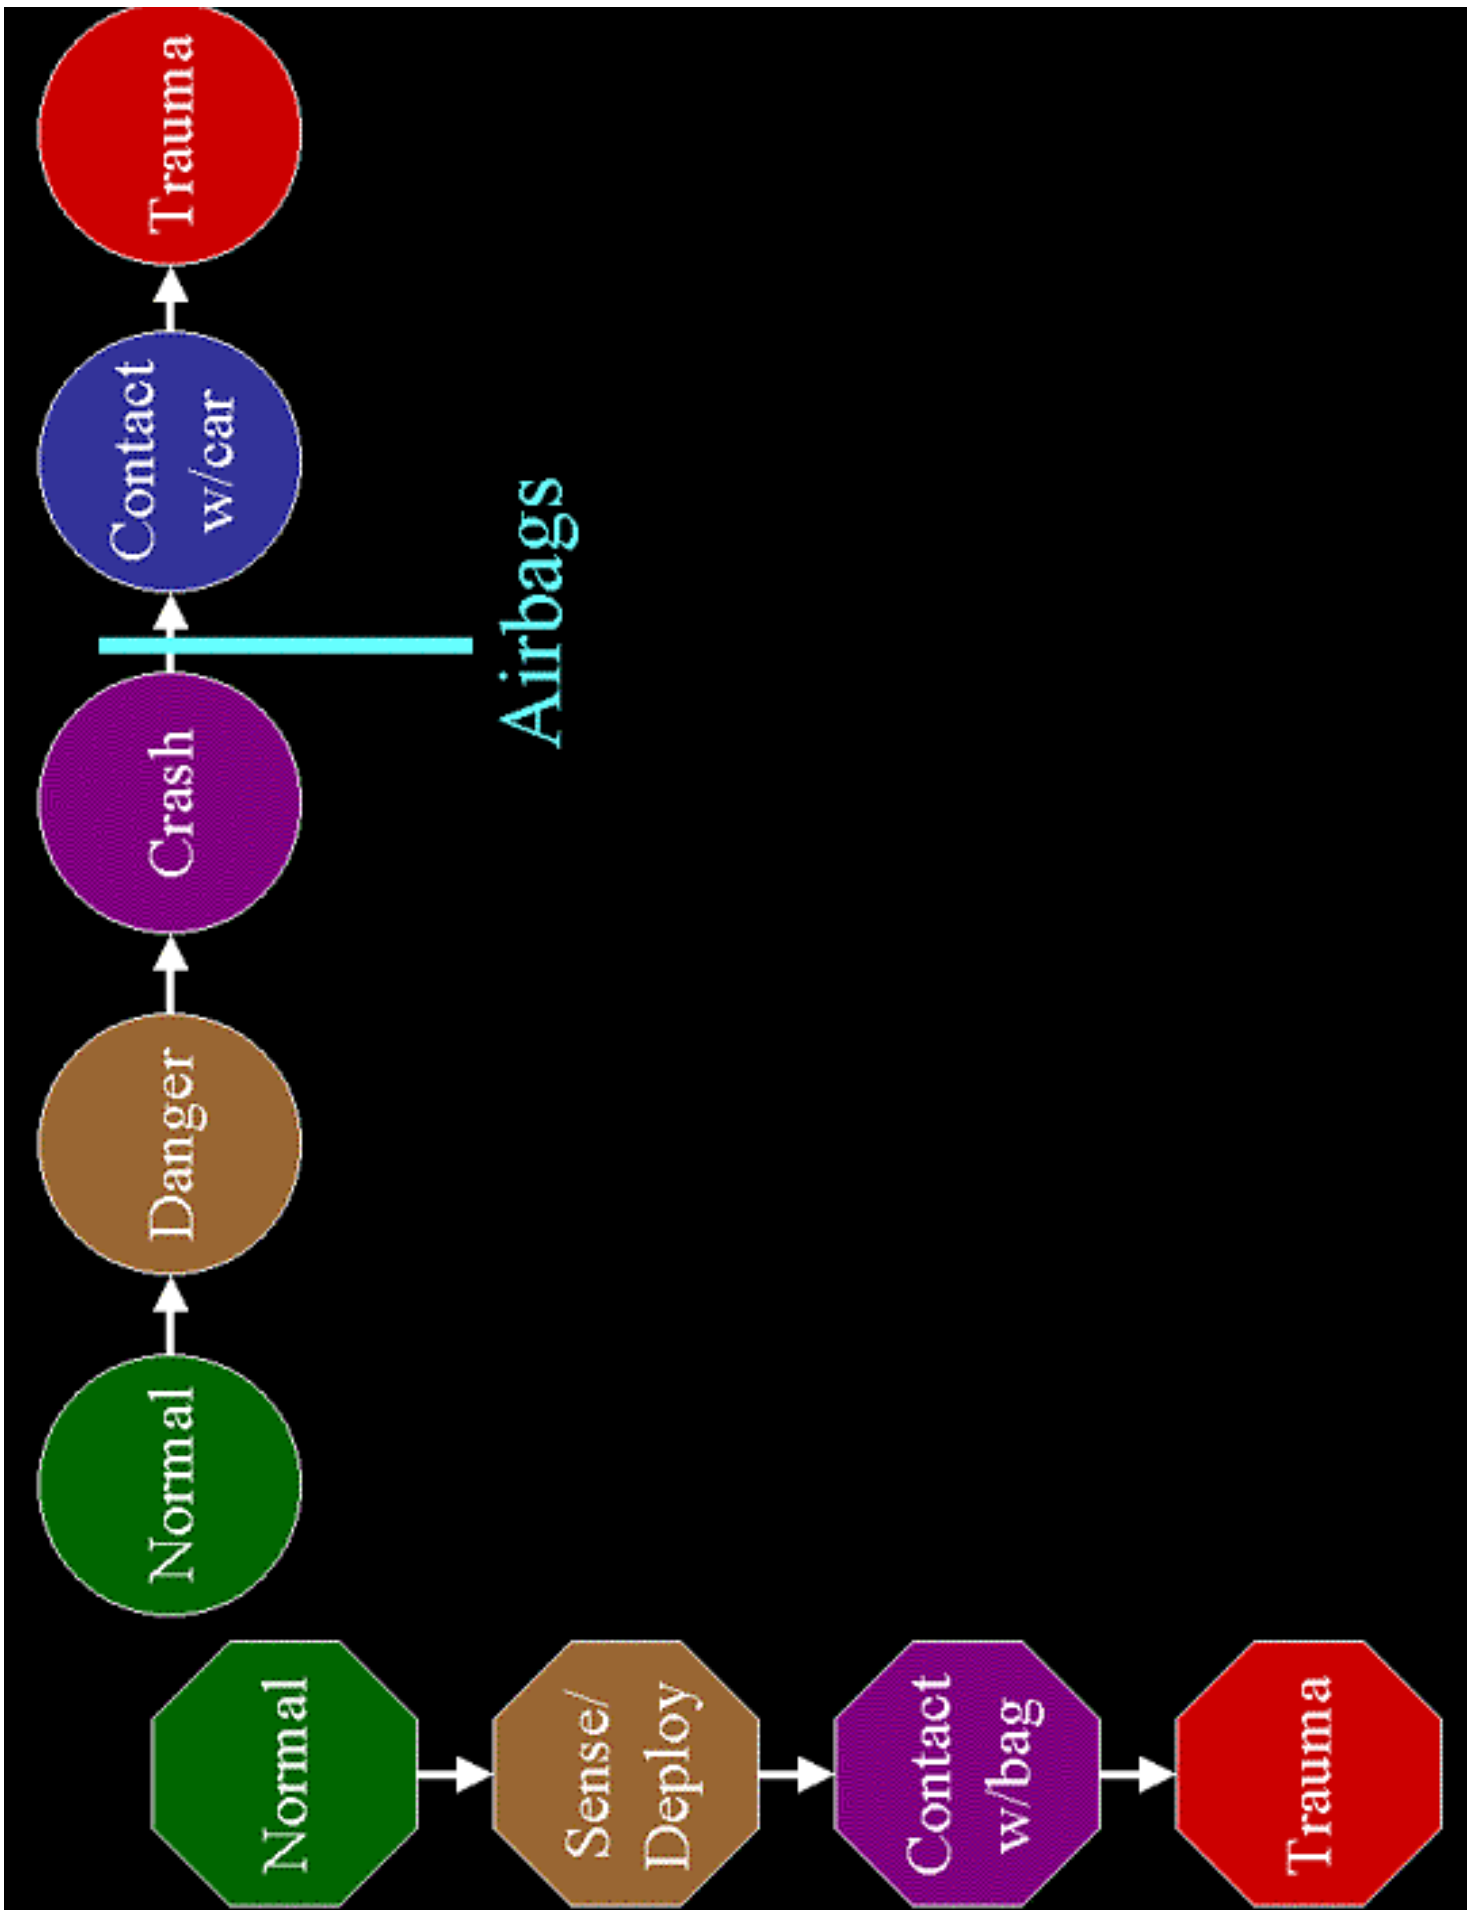 Normal
Danger
Crash
Contact
w/car
Trauma
Airbags
Normal
Sense/
Deploy
Contact
w/bag
Trauma